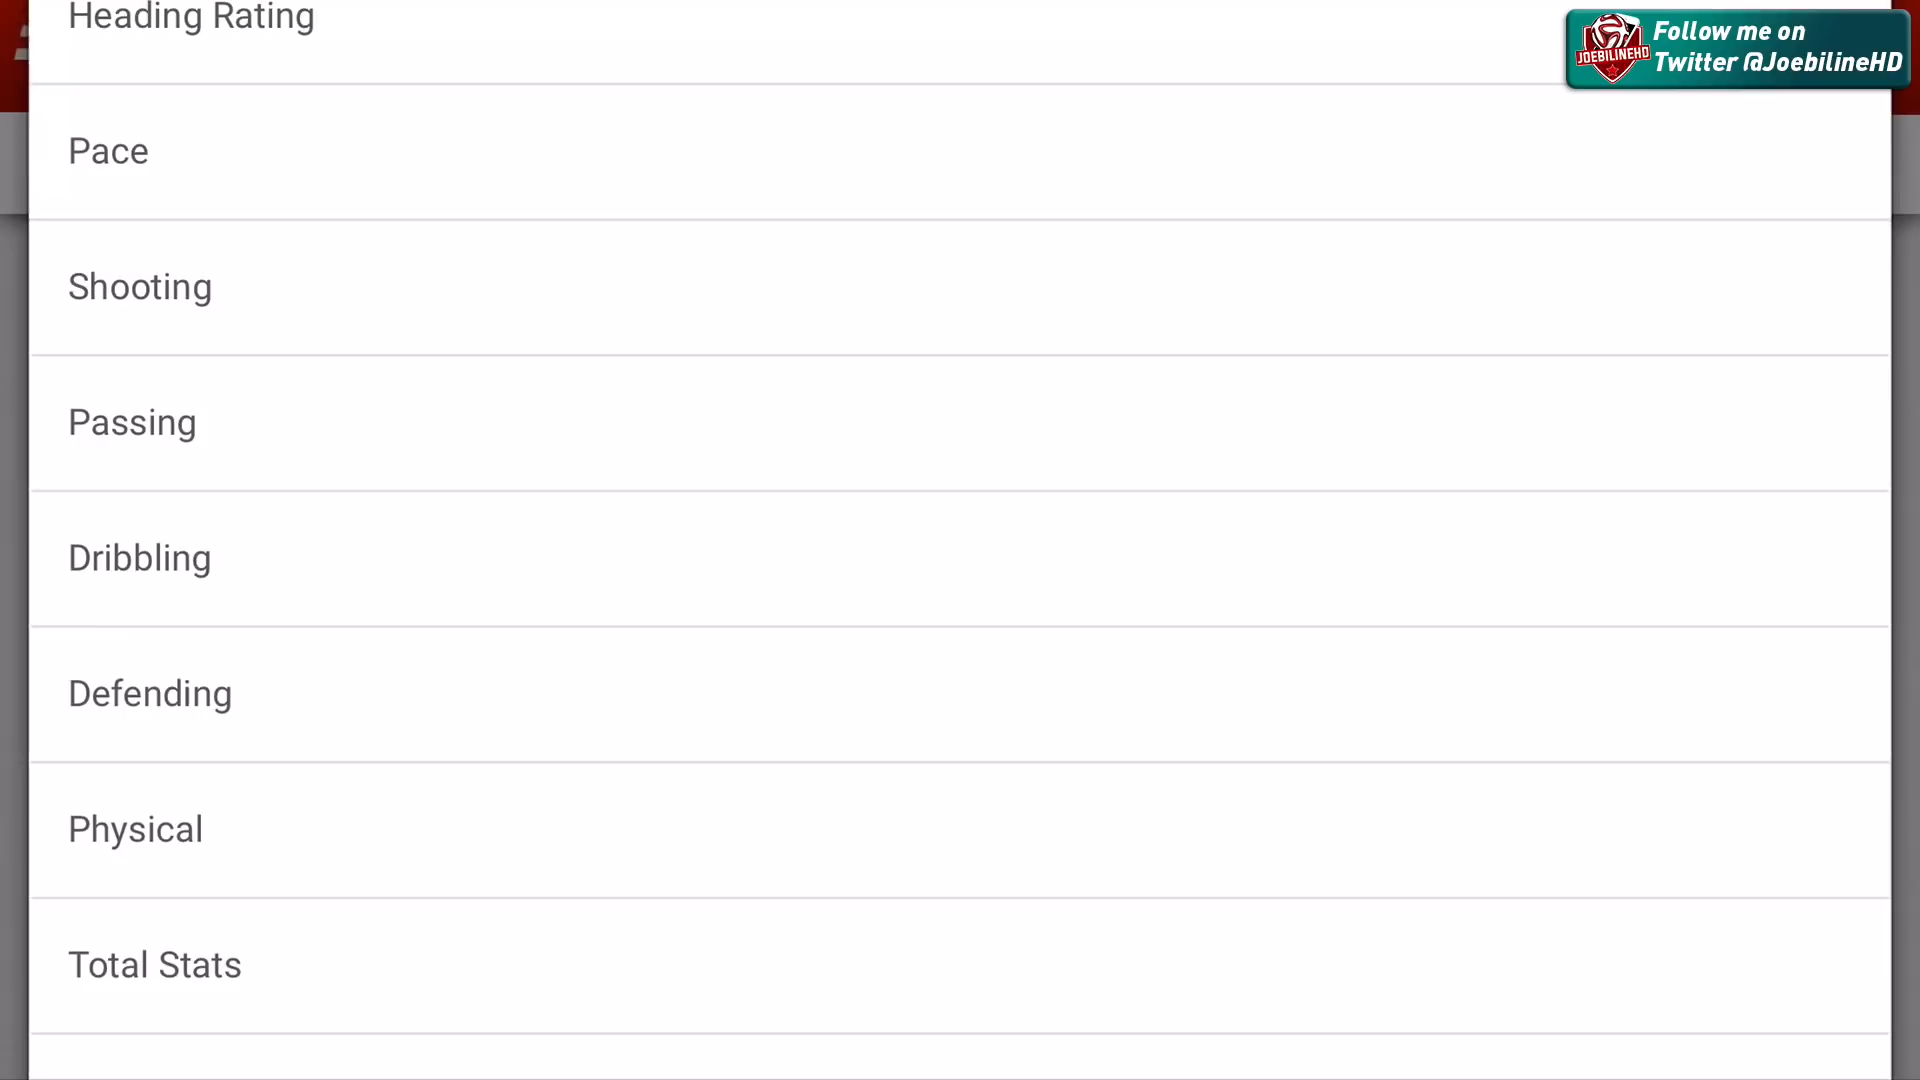 Heading Rating
Follow me on
Twitter @JoebilineHD
JOEBILINEHD
Pace
Shooting
Passing
Dribbling
Defending
Physical
Total Stats